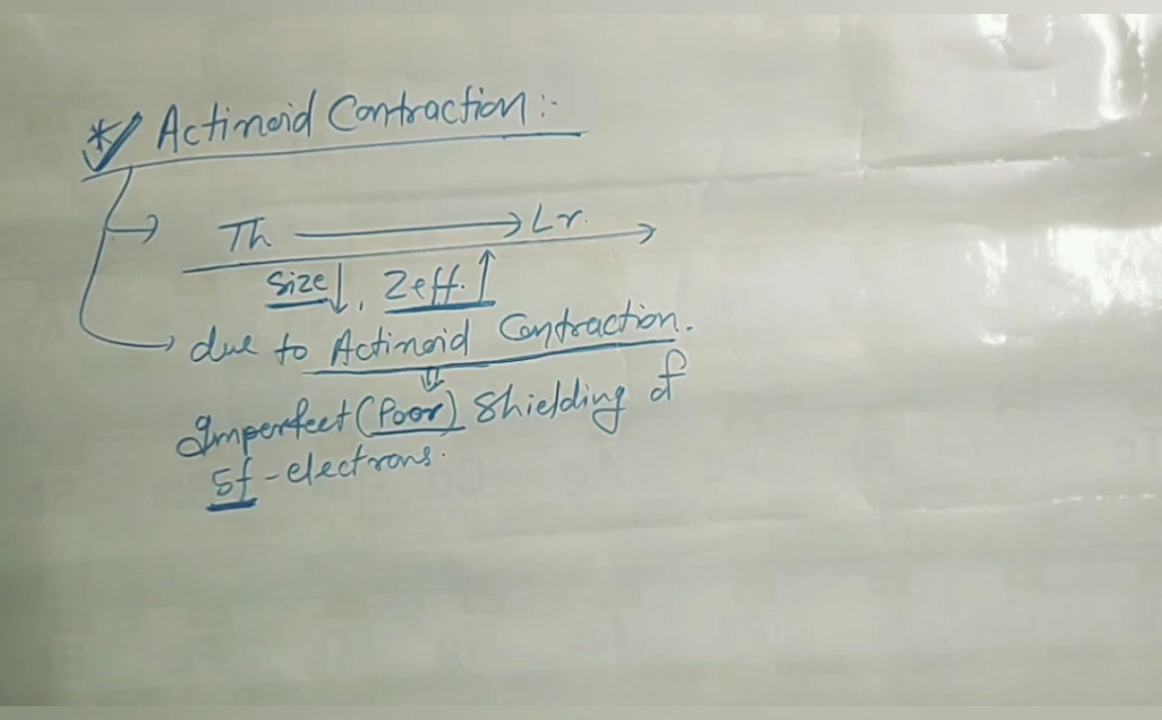 * Actinoid Contraction :-
→ Th ⟶ Lr.
Size↓, Zeff.↑
→ due to Actinoid Contraction.
⇓
Imperfect (Poor) Shielding of
5f-electrons.